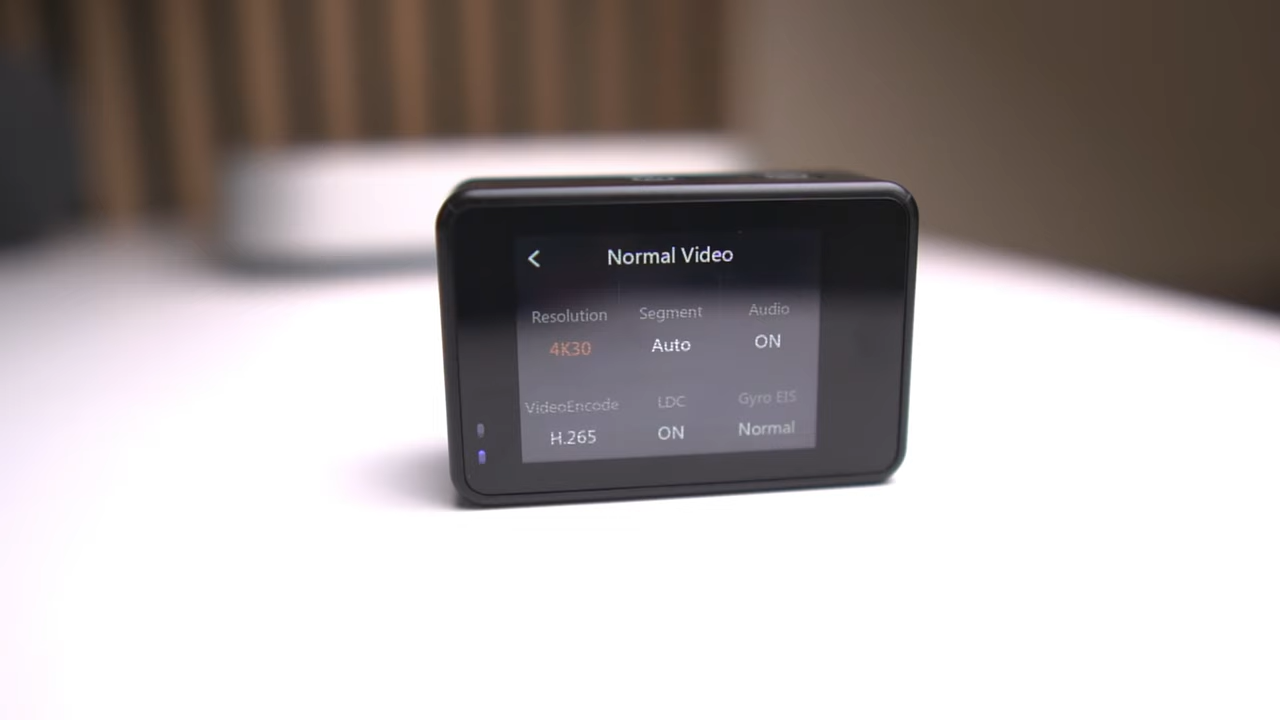 Normal Video
Resolution Segment Audio
4K30 Auto ON
VideoEncode LDC Gyro EIS
H.265 ON Normal